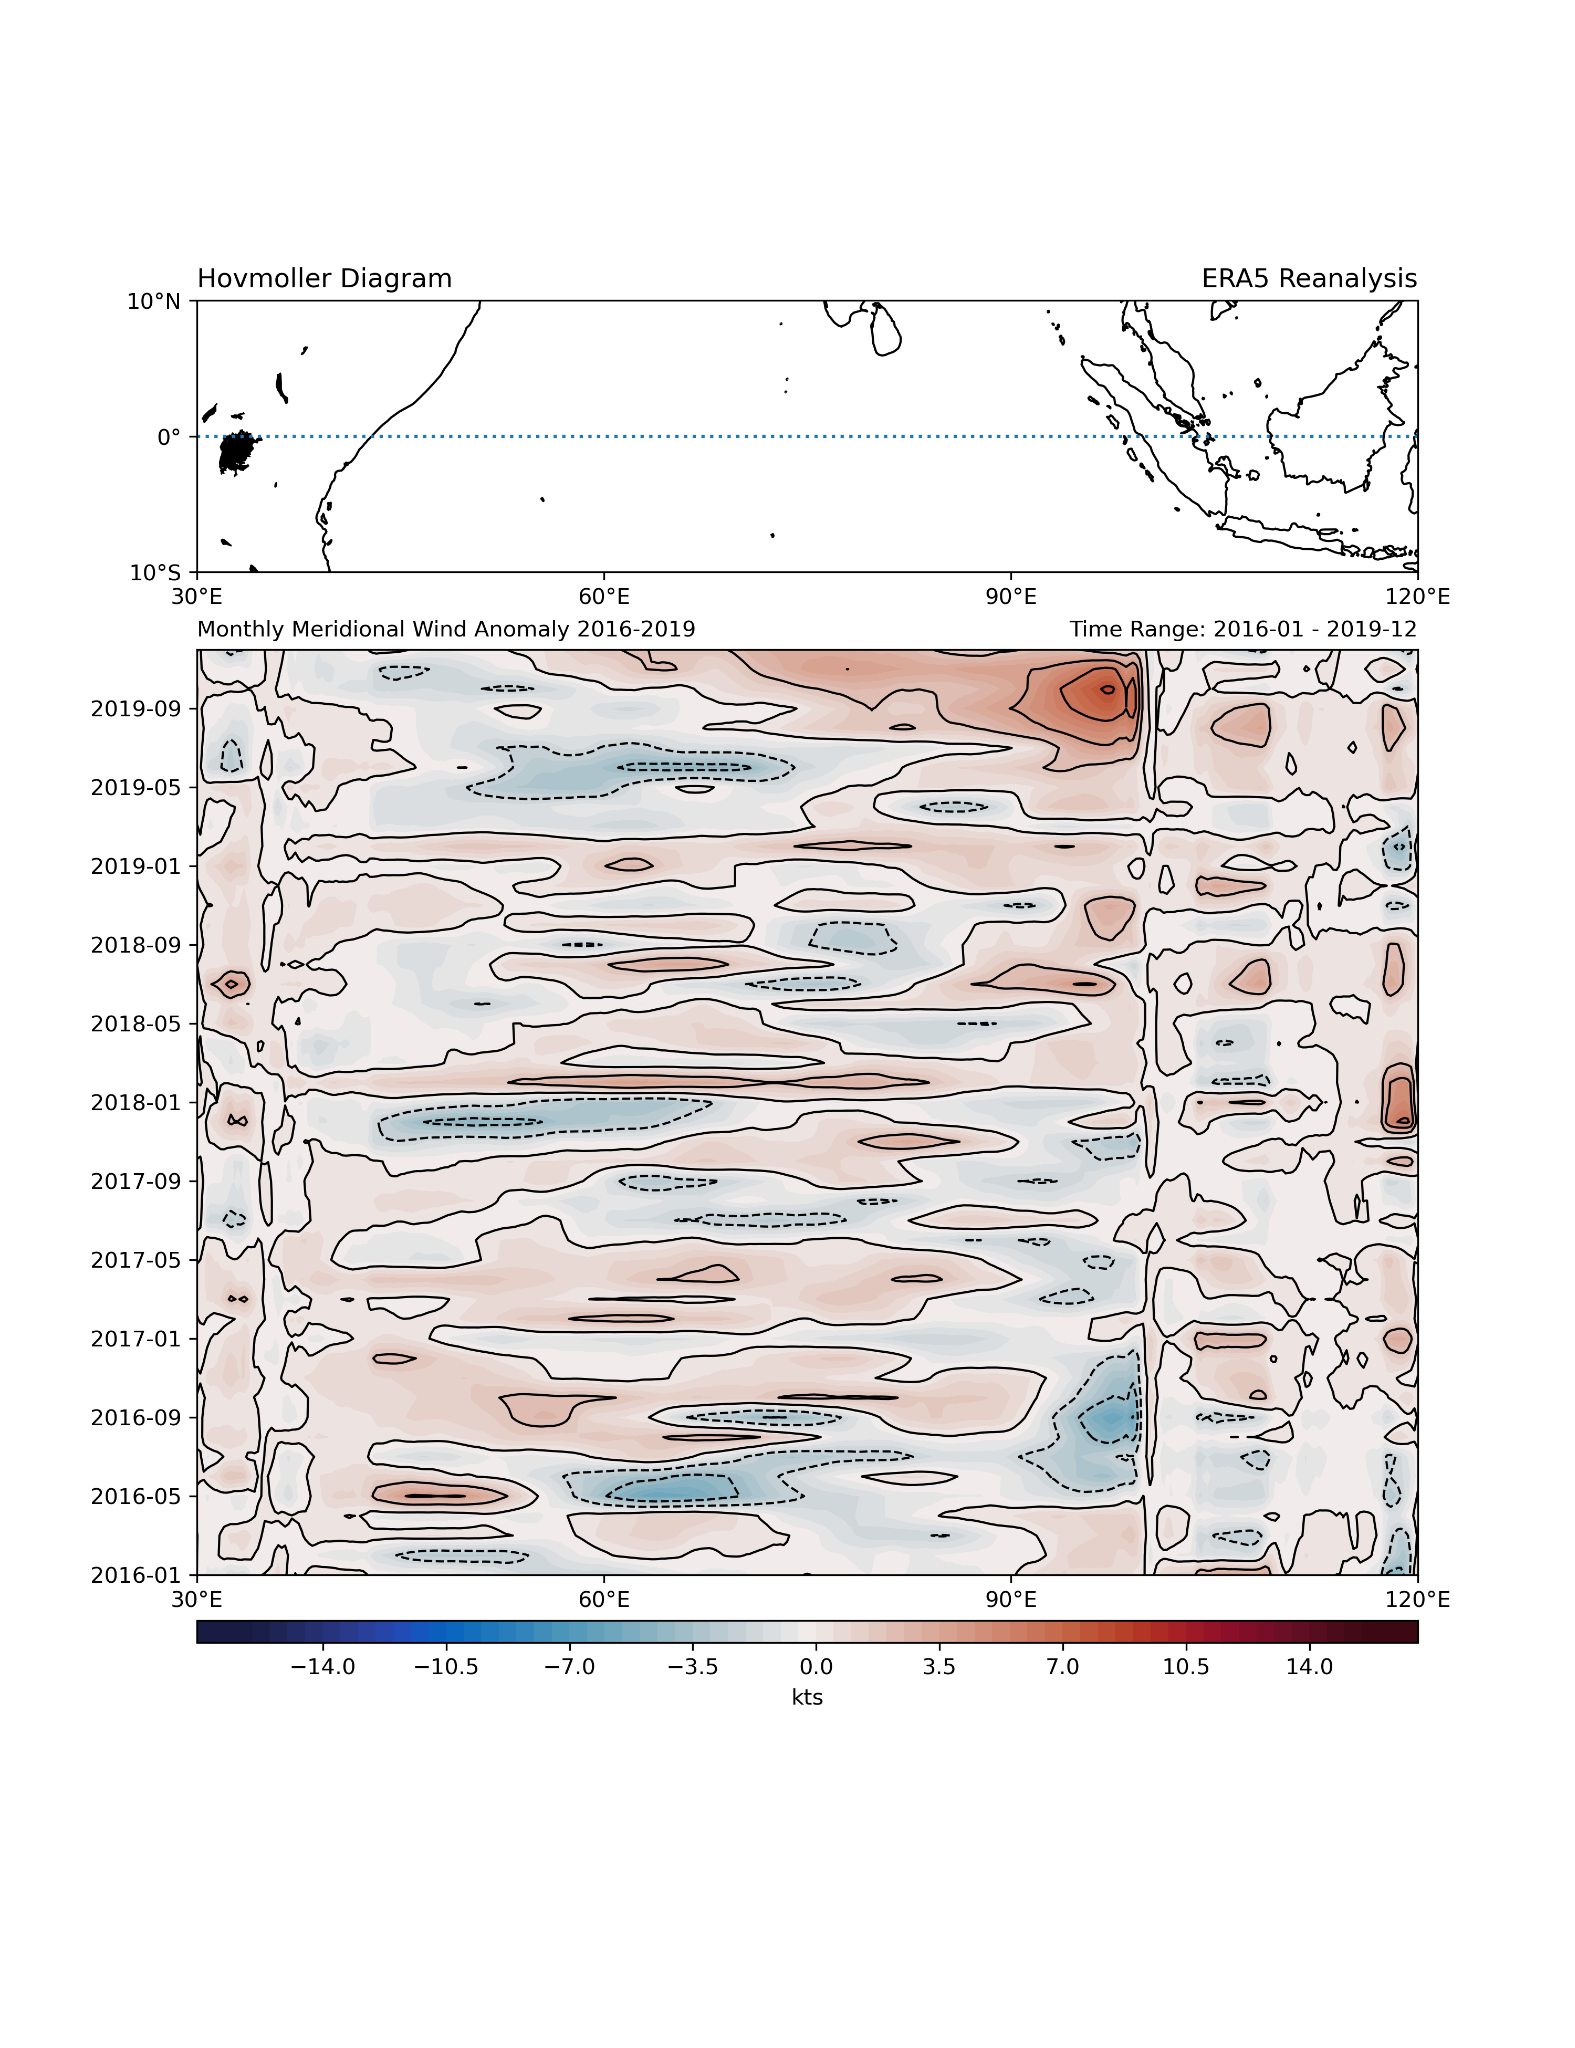 Hovmoller Diagram ERA5 Reanalysis
10°N
0°
10°S
30°E 60°E 90°E 120°E
Monthly Meridional Wind Anomaly 2016-2019 Time Range: 2016-01 - 2019-12
2019-09
2019-05
2019-01
2018-09
2018-05
2018-01
2017-09
2017-05
2017-01
2016-09
2016-05
2016-01
30°E 60°E 90°E 120°E
−14.0 −10.5 −7.0 −3.5 0.0 3.5 7.0 10.5 14.0
kts